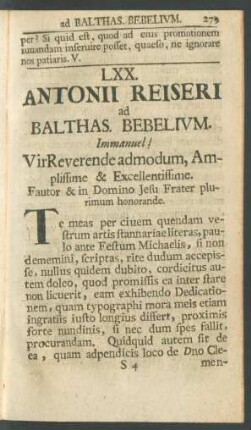 ad BALTHAS. BEBELIVM. 279
per? Si quid est, quod ad eius promotionem
iuuandam inseruire posset, quaeso, ne ignorare
nos patiaris. V.
LXX.
ANTONII REISERI
ad
BALTHAS. BEBELIVM.
Immanuel!
Vir Reverende admodum, Am-
plissime & Excellentissime.
Fautor & in Domino Jesu Frater plu-
rimum honorande.
Te meas per ciuem quendam ve-
strum artis stannariae literas, pau-
lo ante Festum Michaelis, si non
dememini, scriptas, rite dudum accepis-
se, nullus quidem dubito, cordicitus au-
tem doleo, quod promissis ea inter stare
non licuerit, eam exhibendo Dedicatio-
nem, quam typographi mora meis etiam
ingratiis iusto longius differt, proximis
forte nundinis, si nec dum spes fallit,
procurandam. Quidquid autem sit de
ea, quam adpendicis loco de Dno Cle-
S 4 men-